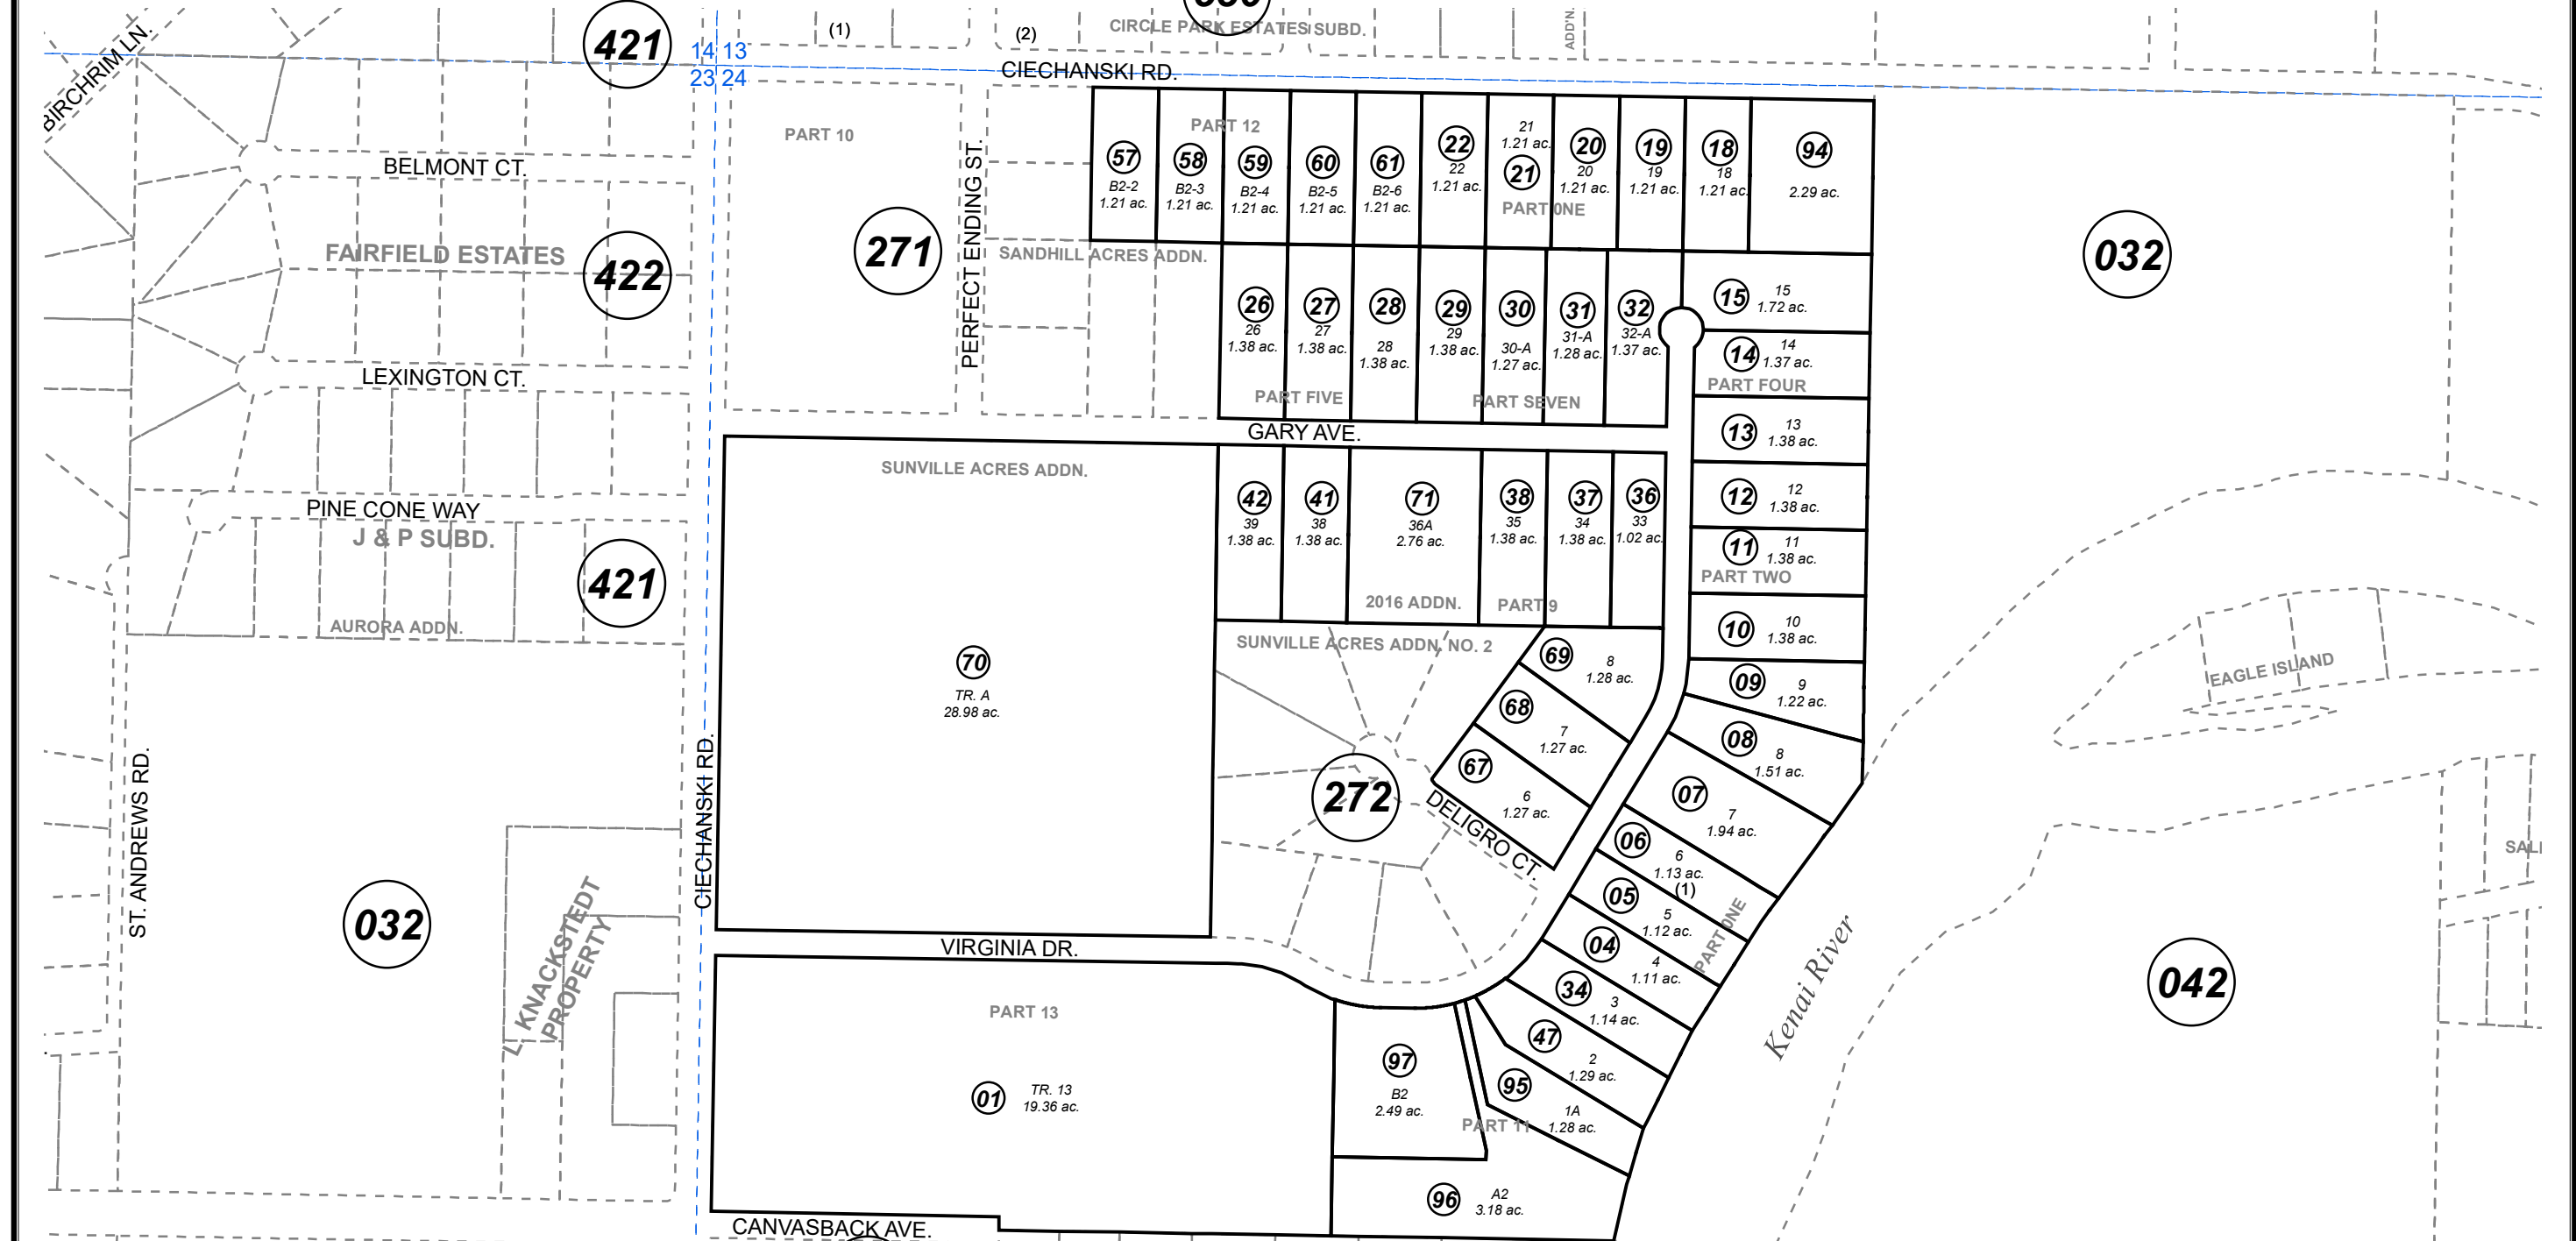 421
14 13
23 24
(1)
(2)
CIRCLE PARK ESTATES SUBD.
ADD'N.
BIRCHRIM LN.
CIECHANSKI RD.
BELMONT CT.
FAIRFIELD ESTATES
422
LEXINGTON CT.
PINE CONE WAY
J & P SUBD.
421
AURORA ADDN.
ST. ANDREWS RD.
032
L. KNACKSTEDT
PROPERTY
CIECHANSKI RD.
PART 10
271
PERFECT ENDING ST.
SANDHILL ACRES ADDN.
PART 12
57
B2-2
1.21 ac.
58
B2-3
1.21 ac.
59
B2-4
1.21 ac.
60
B2-5
1.21 ac.
61
B2-6
1.21 ac.
22
22
1.21 ac.
21
1.21 ac.
21
PART ONE
20
20
1.21 ac.
19
19
1.21 ac.
18
18
1.21 ac.
94
2.29 ac.
032
26
26
1.38 ac.
27
27
1.38 ac.
28
28
1.38 ac.
29
29
1.38 ac.
30
30-A
1.27 ac.
31
31-A
1.28 ac.
32
32-A
1.37 ac.
PART FIVE
PART SEVEN
15
15
1.72 ac.
14
14
1.37 ac.
PART FOUR
13
13
1.38 ac.
12
12
1.38 ac.
11
11
1.38 ac.
PART TWO
10
10
1.38 ac.
09
9
1.22 ac.
08
8
1.51 ac.
07
7
1.94 ac.
06
6
1.13 ac.
(1)
05
5
1.12 ac.
PART ONE
04
4
1.11 ac.
34
3
1.14 ac.
47
2
1.29 ac.
95
1A
1.28 ac.
GARY AVE.
SUNVILLE ACRES ADDN.
42
39
1.38 ac.
41
38
1.38 ac.
71
36A
2.76 ac.
38
35
1.38 ac.
37
34
1.38 ac.
36
33
1.02 ac.
2016 ADDN.
PART 9
SUNVILLE ACRES ADDN. NO. 2
69
8
1.28 ac.
68
7
1.27 ac.
67
6
1.27 ac.
DELIGRO CT.
272
70
TR. A
28.98 ac.
VIRGINIA DR.
PART 13
01
TR. 13
19.36 ac.
97
B2
2.49 ac.
PART 11
96
A2
3.18 ac.
CANVASBACK AVE.
Kenai River
EAGLE ISLAND
042